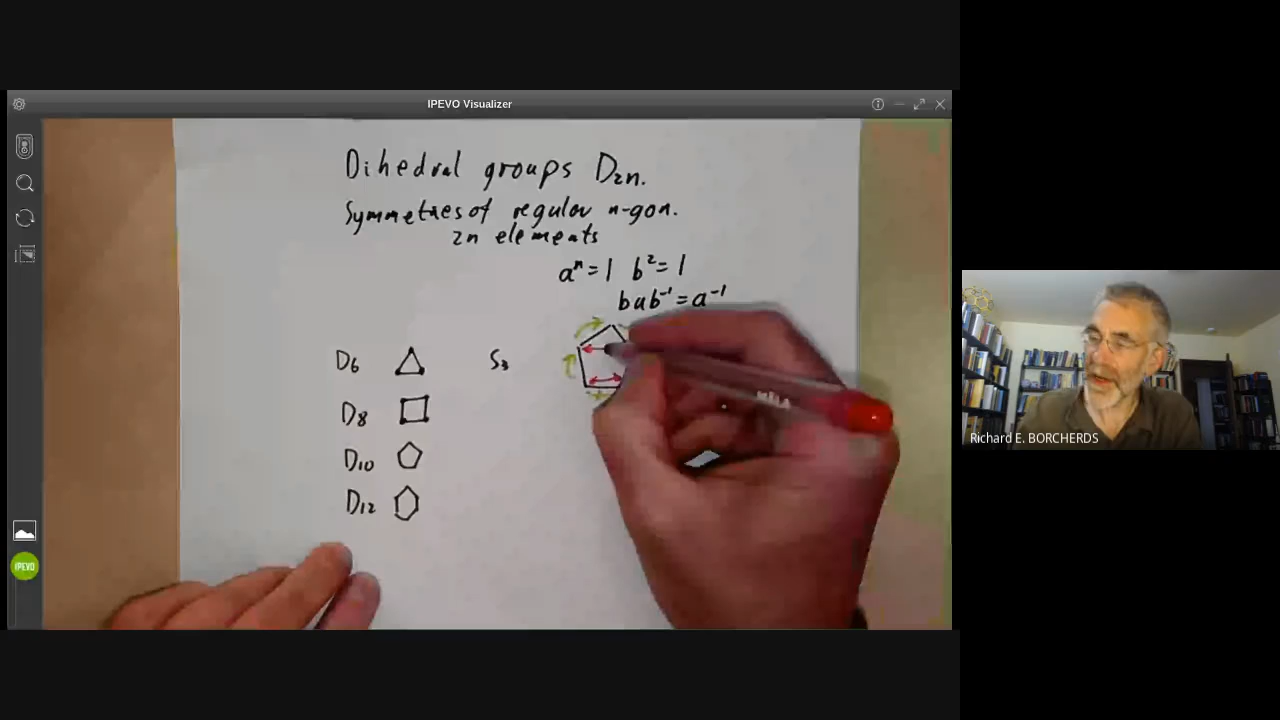 IPEVO Visualizer
Dihedral groups D₂ₙ.
Symmetries of regular n-gon.
2n elements
aⁿ = 1 b² = 1
bab⁻¹ = a⁻¹
D₆ S₃
D₈
D₁₀
D₁₂
IPEVO
Richard E. BORCHERDS